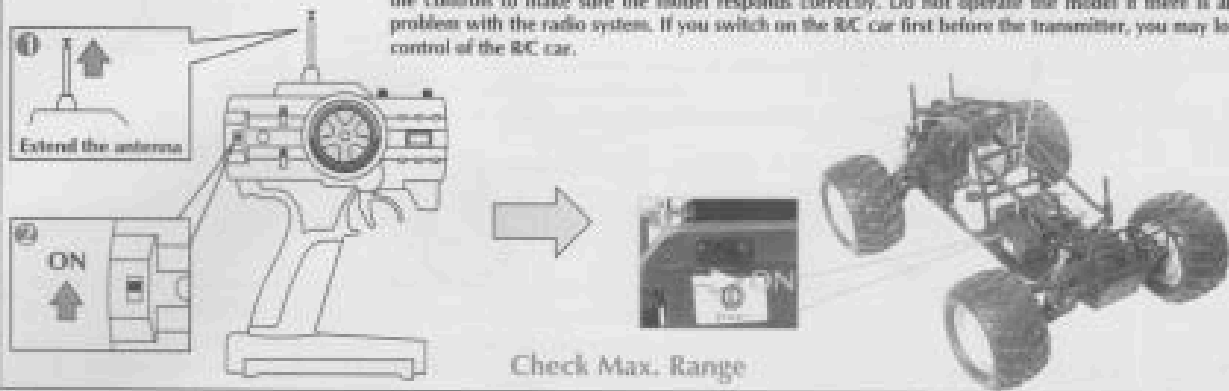 the controls to make sure the model responds correctly. Do not operate the model if there is
problem with the radio system. If you switch on the R/C car first before the transmitter, you may
control of the R/C car.
1
Extend the antenna
2
ON
ON
Check Max. Range